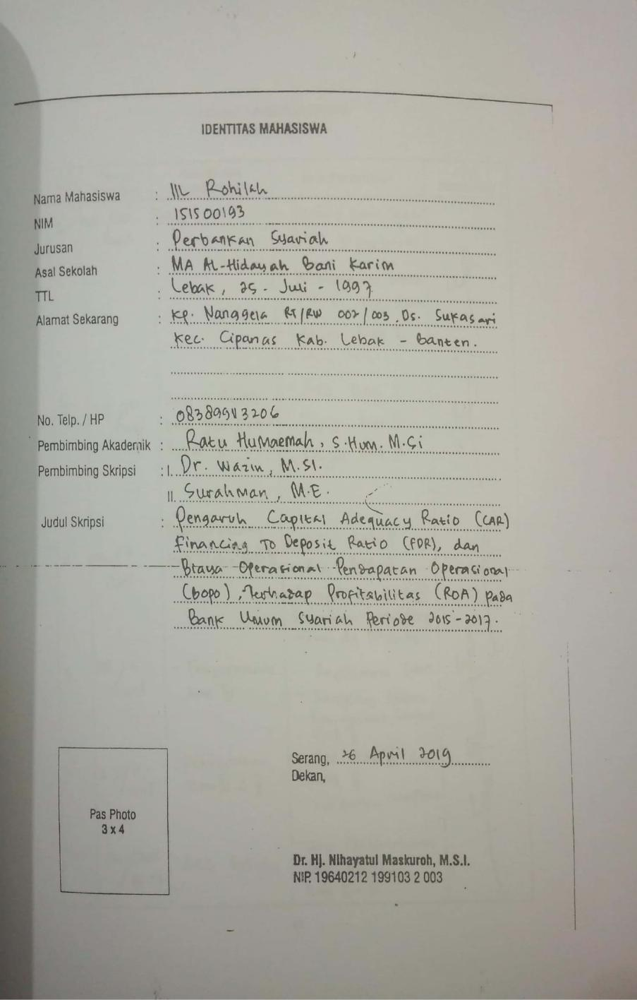 IDENTITAS MAHASISWA
Nama Mahasiswa : IIL Rohilah
NIM : 151500193
Jurusan : Perbankan Syariah
Asal Sekolah : MA AL-Hidayah Bani Karim
TTL : Lebak, 25 - Juli - 1997
Alamat Sekarang : KP. Nanggela RT/RW 002/003, Ds. Sukasari
Kec. Cipanas Kab. Lebak - Banten.
No. Telp. / HP :
Pembimbing Akademik : Ratu Humaemah, S.Hum. M.Si
Pembimbing Skripsi : I. Dr. Wazin, M.SI.
II. Surahman, M.E.
Judul Skripsi : Pengaruh Capital Adequacy Ratio (CAR)
Financing To Deposit Ratio (FDR), dan
Biaya Operasional Pendapatan Operasional
(bopo), Terhadap Profitabilitas (ROA) pada
Bank Umum Syariah Periode 2015-2017.
Serang, 26 April 2019
Dekan,
Pas Photo
3 x 4
Dr. Hj. Nihayatul Maskuroh, M.S.I.
NIP. 19640212 199103 2 003